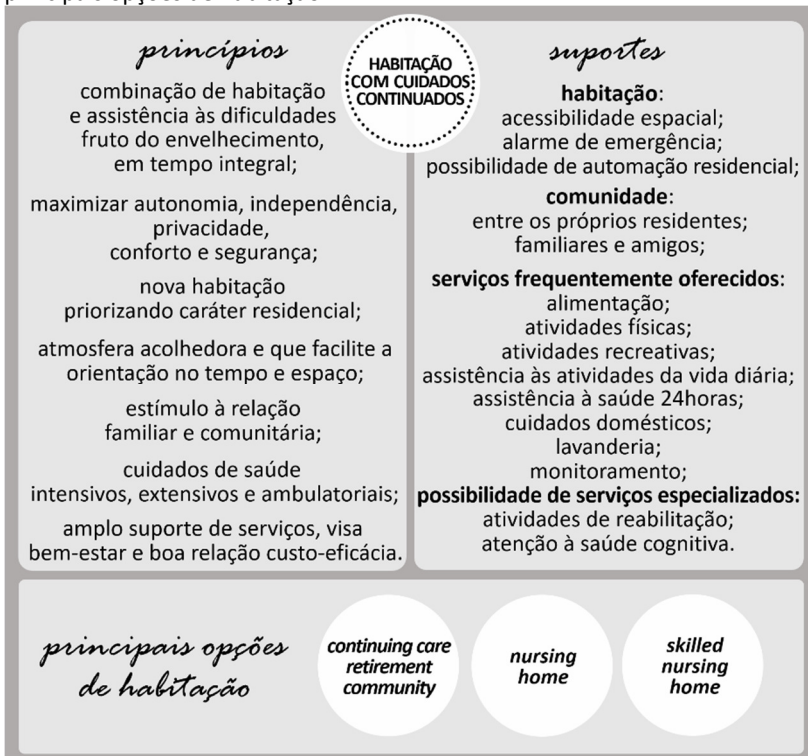 princípios
combinação de habitação
e assistência às dificuldades
fruto do envelhecimento,
em tempo integral;
maximizar autonomia, independência,
privacidade,
conforto e segurança;
nova habitação
priorizando caráter residencial;
atmosfera acolhedora e que facilite a
orientação no tempo e espaço;
estímulo à relação
familiar e comunitária;
cuidados de saúde
intensivos, extensivos e ambulatoriais;
amplo suporte de serviços, visa
bem-estar e boa relação custo-eficácia.
HABITAÇÃO
COM CUIDADOS
CONTINUADOS
suportes
habitação:
acessibilidade espacial;
alarme de emergência;
possibilidade de automação residencial;
comunidade:
entre os próprios residentes;
familiares e amigos;
serviços frequentemente oferecidos:
alimentação;
atividades físicas;
atividades recreativas;
assistência às atividades da vida diária;
assistência à saúde 24horas;
cuidados domésticos;
lavanderia;
monitoramento;
possibilidade de serviços especializados:
atividades de reabilitação;
atenção à saúde cognitiva.
principais opções
de habitação
continuing care
retirement
community
nursing
home
skilled
nursing
home